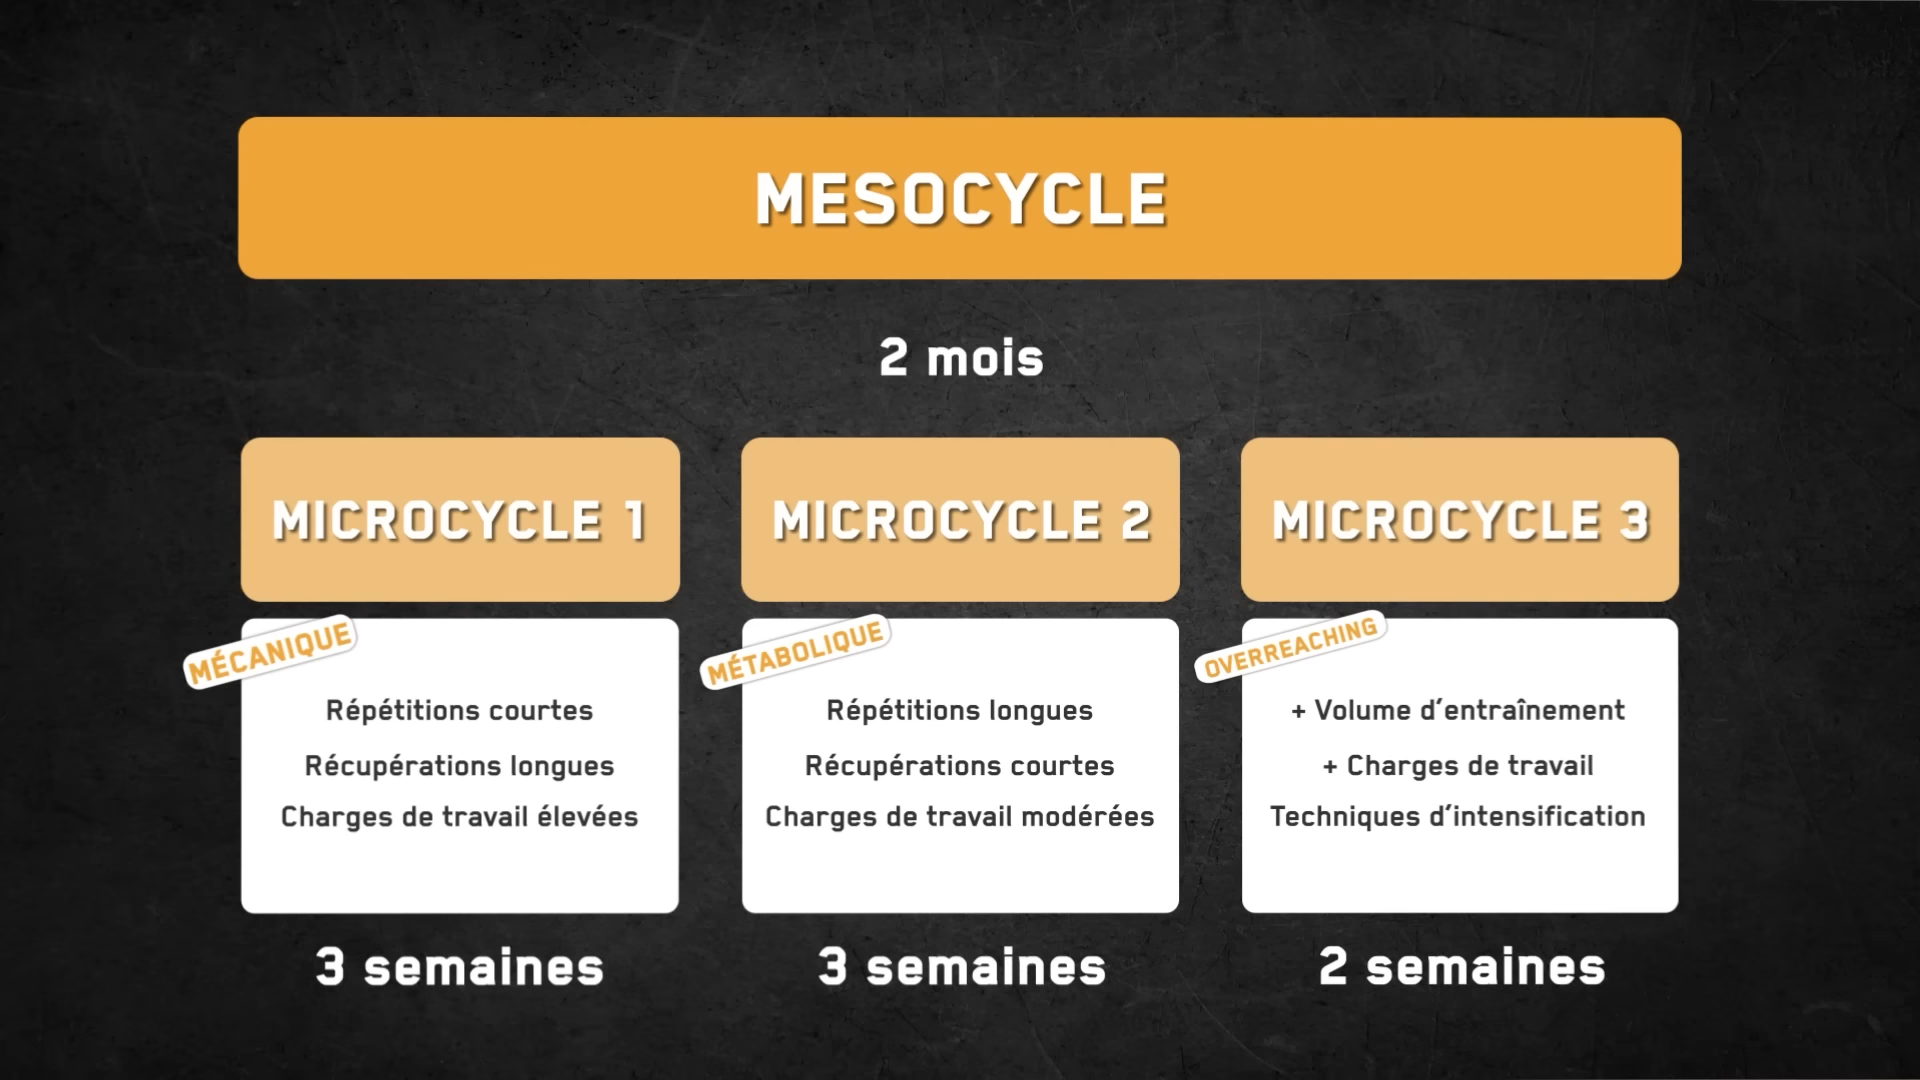 MESOCYCLE
2 mois
MICROCYCLE 1
MÉCANIQUE
Répétitions courtes
Récupérations longues
Charges de travail élevées
3 semaines
MICROCYCLE 2
MÉTABOLIQUE
Répétitions longues
Récupérations courtes
Charges de travail modérées
3 semaines
MICROCYCLE 3
OVERREACHING
+ Volume d'entraînement
+ Charges de travail
Techniques d'intensification
2 semaines